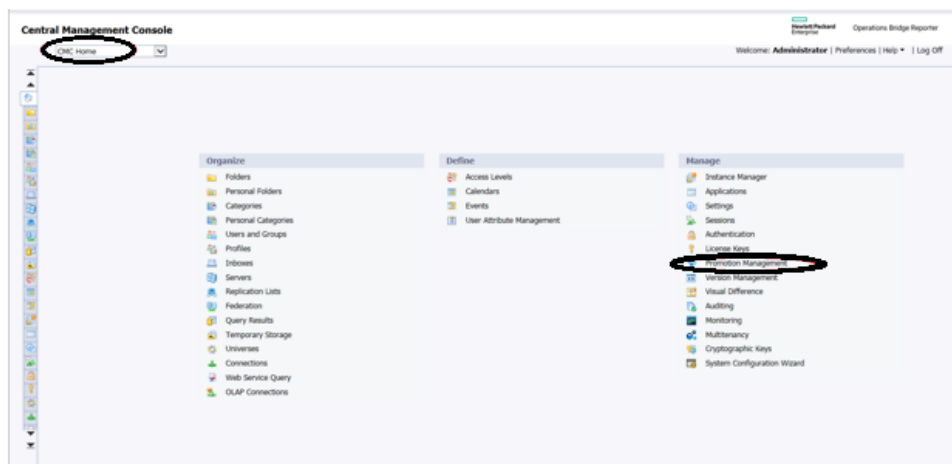 Central Management Console
Hewlett Packard
Enterprise
Operations Bridge Reporter
CMC Home
Welcome: Administrator | Preferences | Help | Log Off
Organize
Folders
Personal Folders
Categories
Personal Categories
Users and Groups
Profiles
Inboxes
Servers
Replication Lists
Federation
Query Results
Temporary Storage
Universes
Connections
Web Service Query
OLAP Connections
Define
Access Levels
Calendars
Events
User Attribute Management
Manage
Instance Manager
Applications
Settings
Sessions
Authentication
License Keys
Promotion Management
Version Management
Visual Difference
Auditing
Monitoring
Multitenancy
Cryptographic Keys
System Configuration Wizard